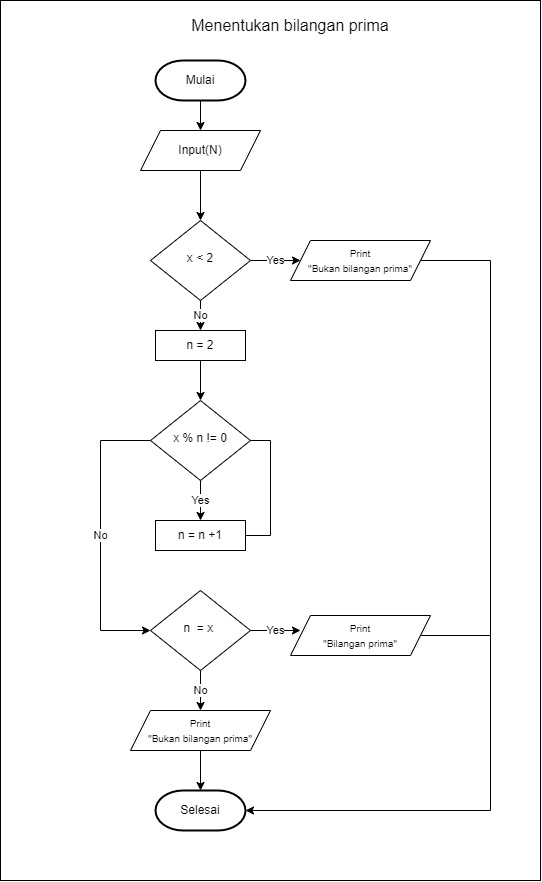 Menentukan bilangan prima
Mulai
Input(N)
x < 2
Yes
Print
"Bukan bilangan prima"
No
n = 2
x % n != 0
Yes
n = n +1
No
n = x
Yes
Print
"Bilangan prima"
No
Print
"Bukan bilangan prima"
Selesai